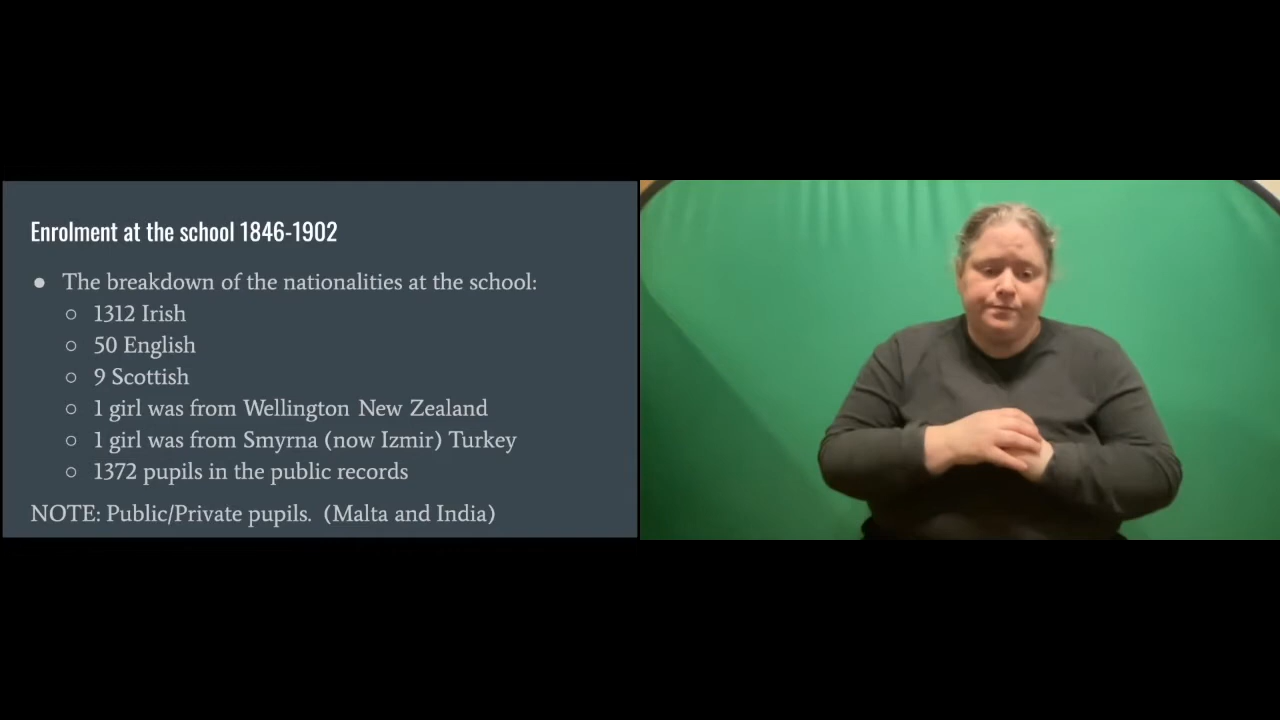 Enrolment at the school 1846-1902
● The breakdown of the nationalities at the school:
○ 1312 Irish
○ 50 English
○ 9 Scottish
○ 1 girl was from Wellington New Zealand
○ 1 girl was from Smyrna (now Izmir) Turkey
○ 1372 pupils in the public records
NOTE: Public/Private pupils. (Malta and India)